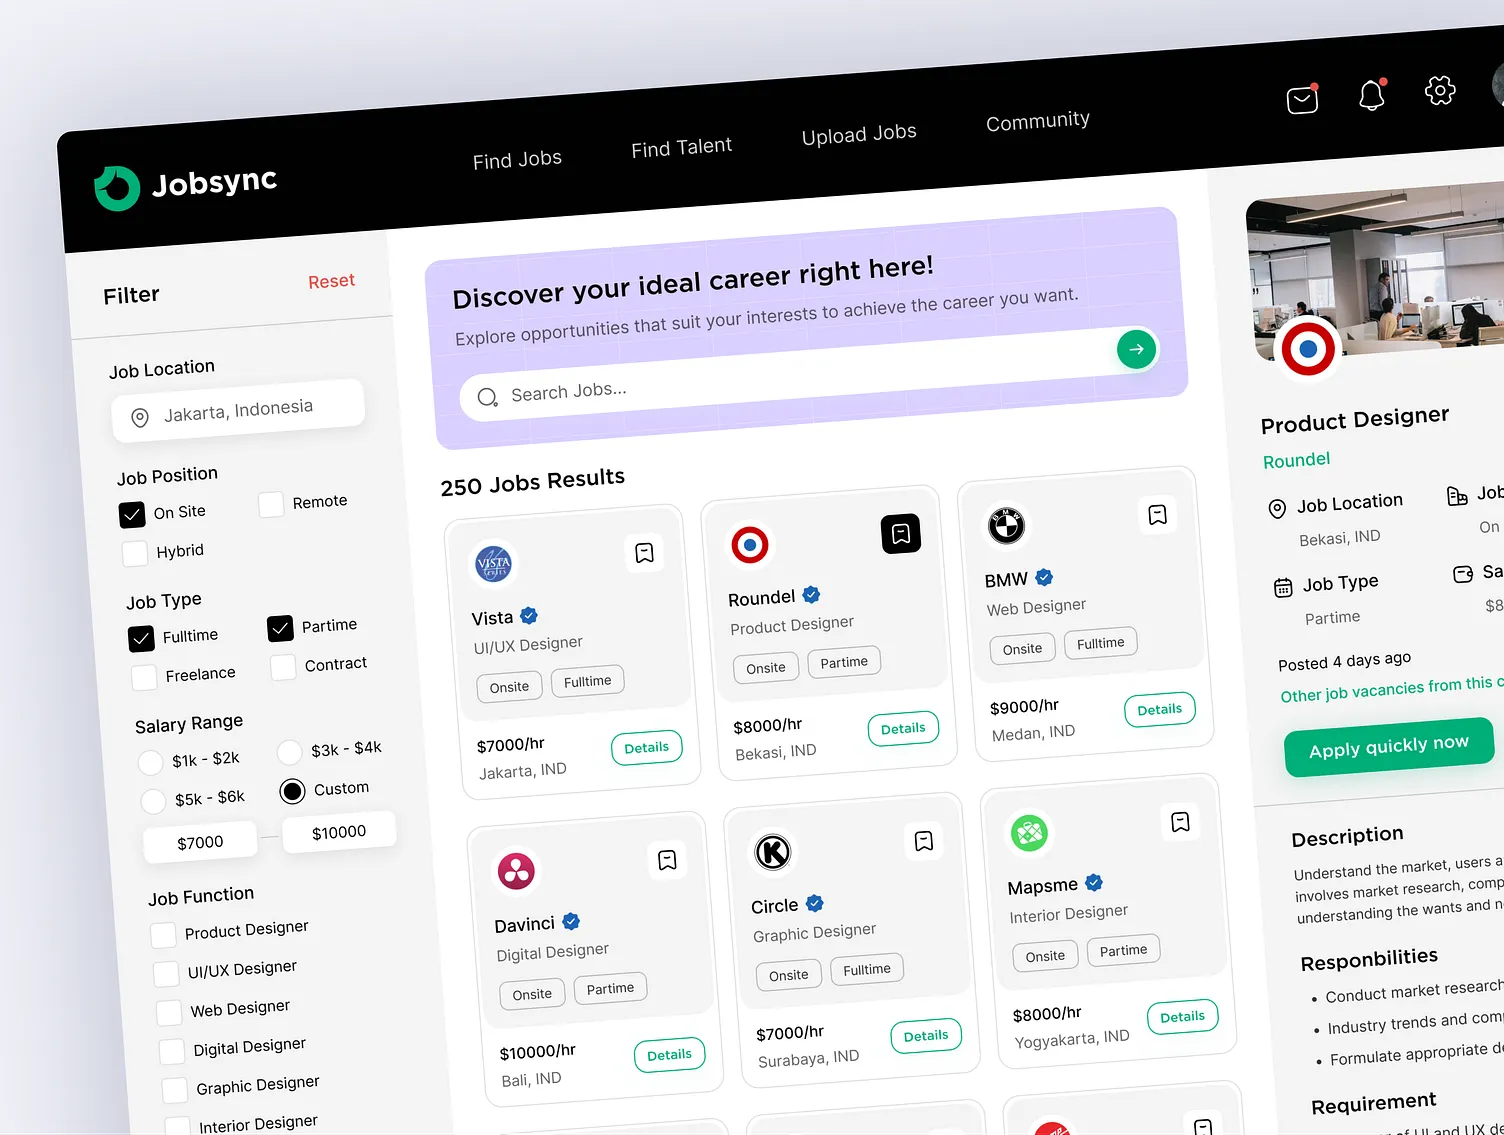 Jobsync
Find Jobs
Find Talent
Upload Jobs
Community
Filter
Reset
Job Location
Jakarta, Indonesia
Job Position
On Site
Remote
Hybrid
Job Type
Fulltime
Partime
Freelance
Contract
Salary Range
$1k - $2k
$3k - $4k
$5k - $6k
Custom
$7000
$10000
Job Function
Product Designer
UI/UX Designer
Web Designer
Digital Designer
Graphic Designer
Interior Designer
Discover your ideal career right here!
Explore opportunities that suit your interests to achieve the career you want.
Search Jobs...
250 Jobs Results
VISTA
SERIES
Vista
UI/UX Designer
Onsite
Fulltime
$7000/hr
Jakarta, IND
Details
Roundel
Product Designer
Onsite
Partime
$8000/hr
Bekasi, IND
Details
BMW
BMW
Web Designer
Onsite
Fulltime
$9000/hr
Medan, IND
Details
Davinci
Digital Designer
Onsite
Partime
$10000/hr
Bali, IND
Details
K
Circle
Graphic Designer
Onsite
Fulltime
$7000/hr
Surabaya, IND
Details
Mapsme
Interior Designer
Onsite
Partime
$8000/hr
Yogyakarta, IND
Details
Product Designer
Roundel
Job Location
Bekasi, IND
Job
On
Job Type
Partime
Sa
$8
Posted 4 days ago
Other job vacancies from this c
Apply quickly now
Description
Understand the market, users a
involves market research, comp
understanding the wants and n
Responbilities
• Conduct market research
• Industry trends and com
• Formulate appropriate de
Requirement
of UI and UX de